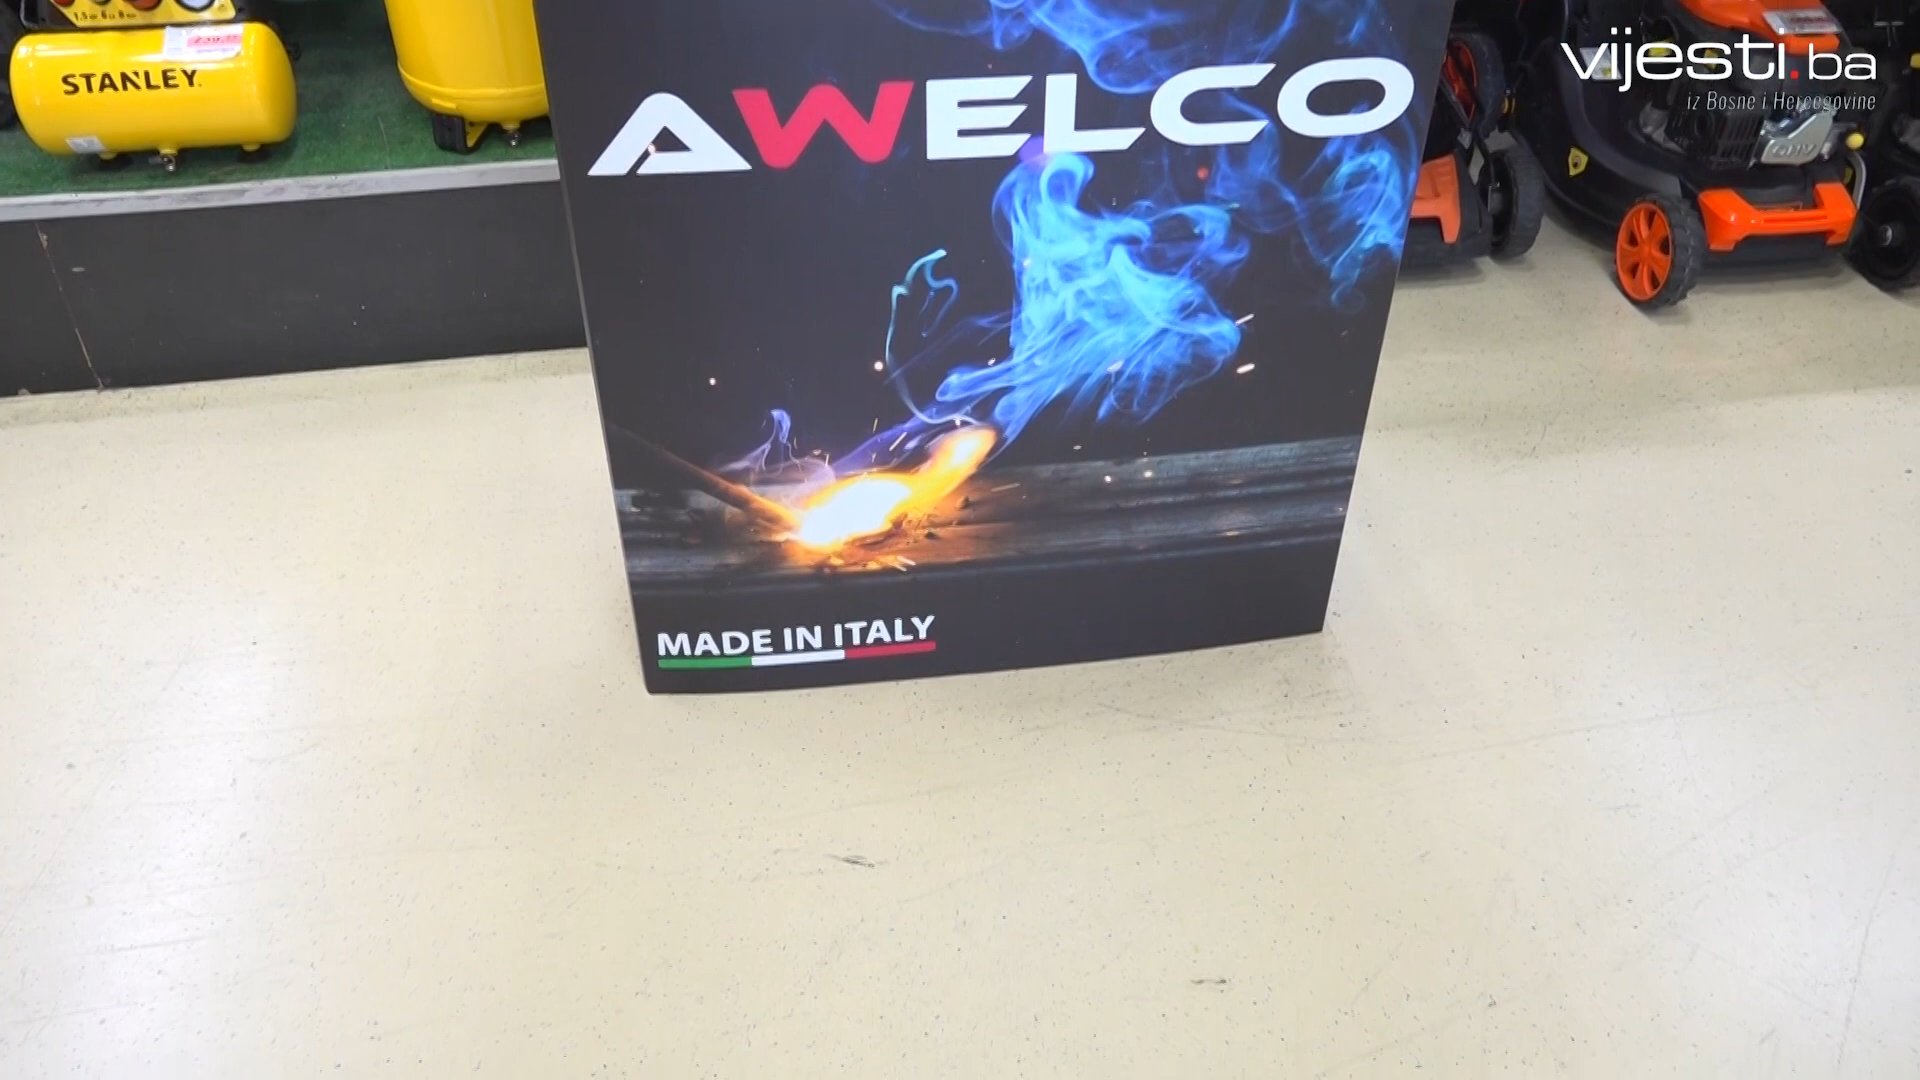 STANLEY.
AWELCO
MADE IN ITALY
vijesti.ba
iz Bosne i Hercegovine